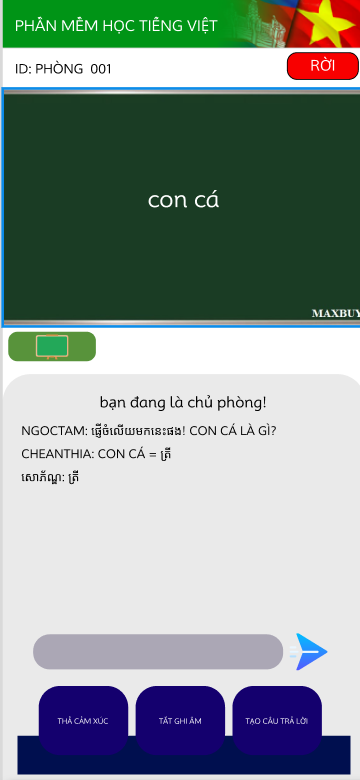 PHẦN MỀM HỌC TIẾNG VIỆT
ID: PHÒNG 001
RỜI
con cá
MAXBUY
bạn đang là chủ phòng!
NGOCTAM: ផ្ញើចំលើយមកនេះផង! CON CÁ LÀ GÌ?
CHEANTHIA: CON CÁ = ត្រី
សោភ័ណ្ឌ: ត្រី
THẢ CẢM XÚC
TẮT GHI ÂM
TẠO CÂU TRẢ LỜI